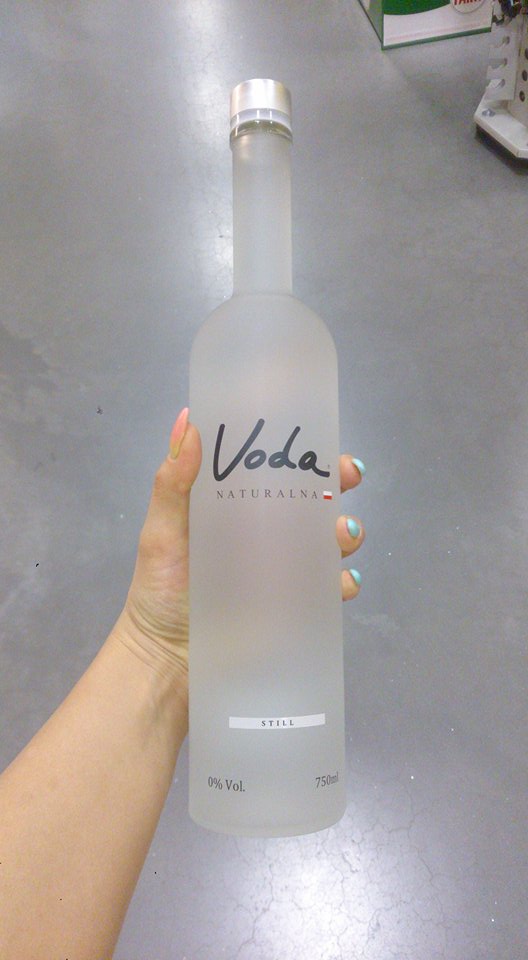 Voda
NATURALNA
STILL
0% Vol. 750ml